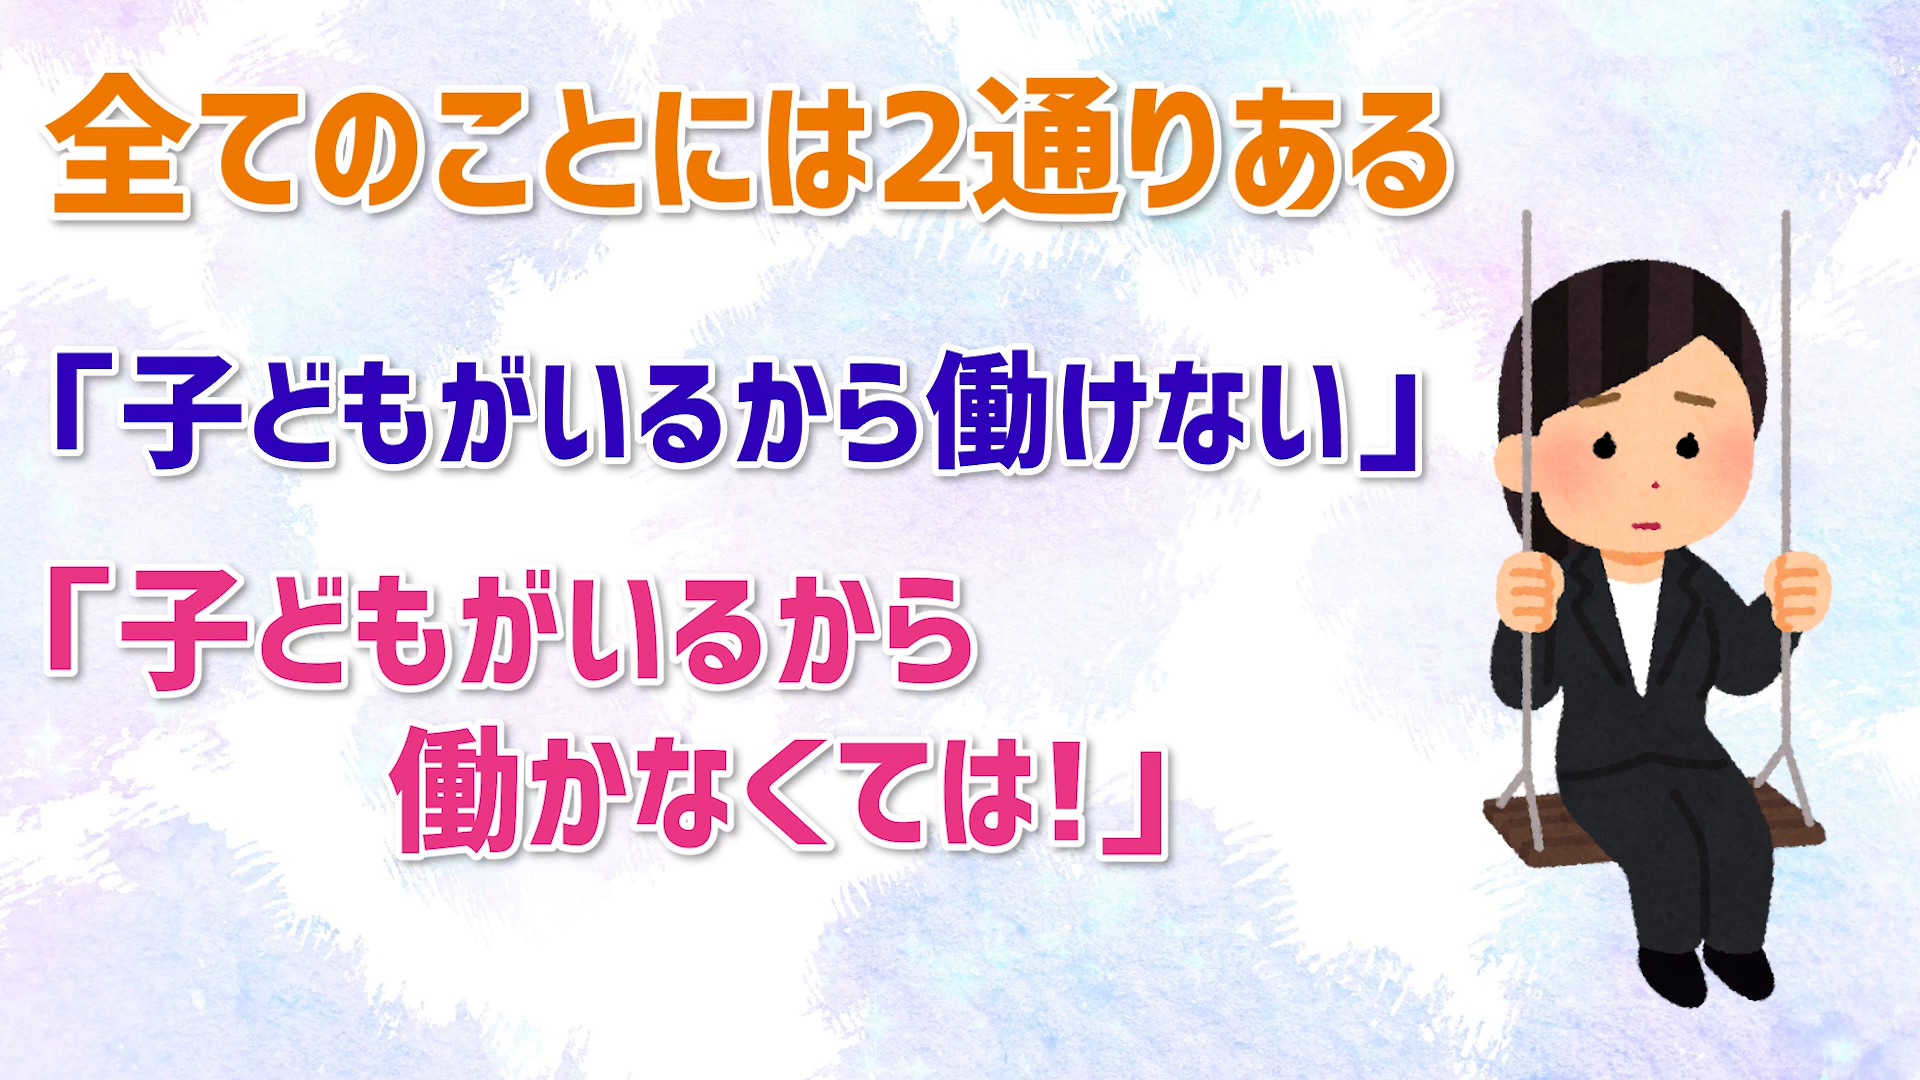 全てのことには2通りある
「子どもがいるから働けない」
「子どもがいるから
働かなくては!」